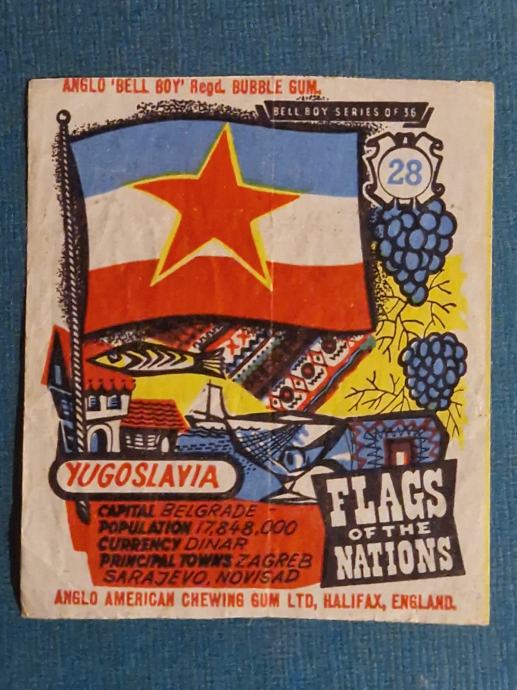 ANGLO 'BELL BOY' Regd. BUBBLE GUM.
BELL BOY SERIES OF 36
28
YUGOSLAVIA
CAPITAL BELGRADE -
POPULATION 17,848,000
CURRENCY DINAR
PRINCIPAL TOWNS ZAGREB
SARAJEVO, NOVISAD
FLAGS
OF THE
NATIONS
ANGLO AMERICAN CHEWING GUM LTD, HALIFAX, ENGLAND.